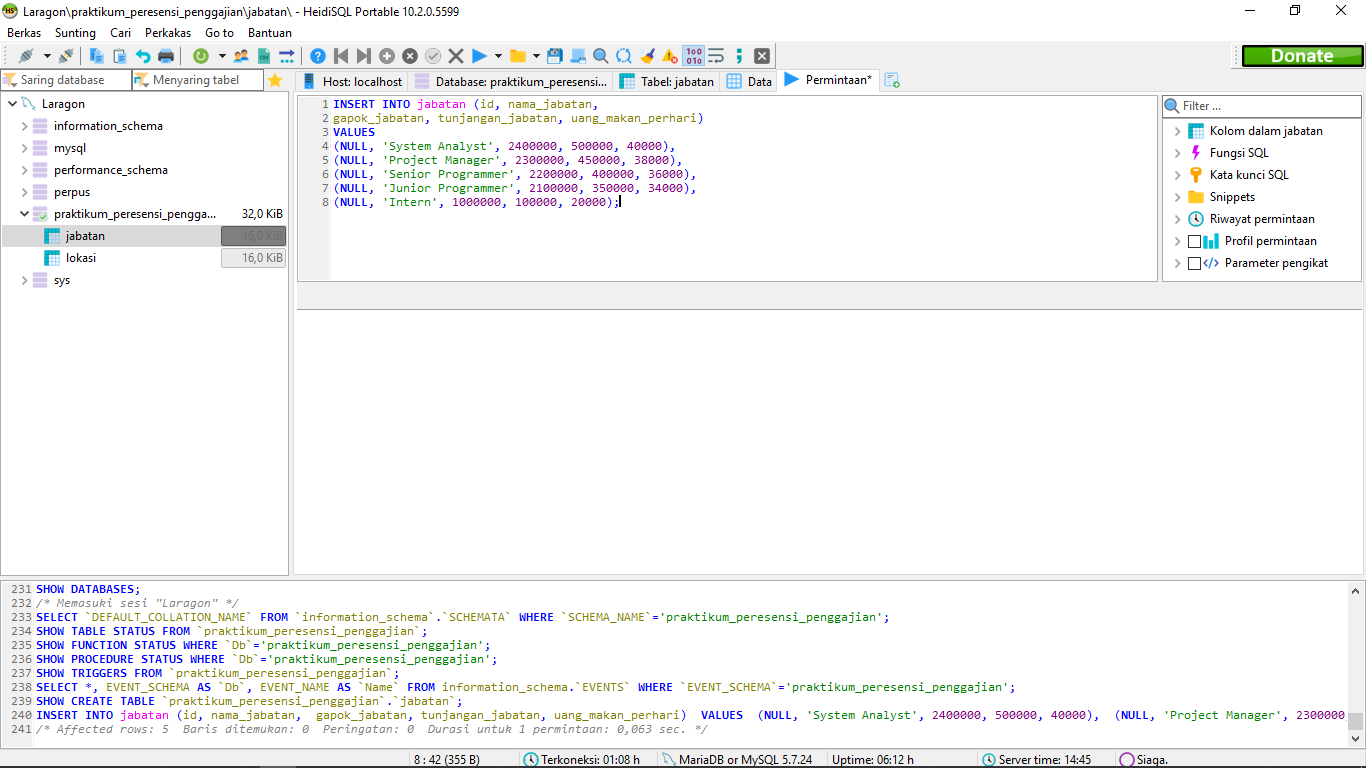 Laragon\praktikum_peresensi_penggajian\jabatan\ - HeidiSQL Portable 10.2.0.5599
Berkas Sunting Cari Perkakas Go to Bantuan
Donate
Saring database Menyaring tabel
Host: localhost Database: praktikum_peresensi... Tabel: jabatan Data Permintaan*
Laragon
information_schema
mysql
performance_schema
perpus
praktikum_peresensi_pengga... 32,0 KiB
jabatan 16,0 KiB
lokasi 16,0 KiB
sys
1 INSERT INTO jabatan (id, nama_jabatan,
2 gapok_jabatan, tunjangan_jabatan, uang_makan_perhari)
3 VALUES
4 (NULL, 'System Analyst', 2400000, 500000, 40000),
5 (NULL, 'Project Manager', 2300000, 450000, 38000),
6 (NULL, 'Senior Programmer', 2200000, 400000, 36000),
7 (NULL, 'Junior Programmer', 2100000, 350000, 34000),
8 (NULL, 'Intern', 1000000, 100000, 20000);
Filter ...
Kolom dalam jabatan
Fungsi SQL
Kata kunci SQL
Snippets
Riwayat permintaan
Profil permintaan
Parameter pengikat
231 SHOW DATABASES;
232 /* Memasuki sesi "Laragon" */
233 SELECT `DEFAULT_COLLATION_NAME` FROM `information_schema`.`SCHEMATA` WHERE `SCHEMA_NAME`='praktikum_peresensi_penggajian';
234 SHOW TABLE STATUS FROM `praktikum_peresensi_penggajian`;
235 SHOW FUNCTION STATUS WHERE `Db`='praktikum_peresensi_penggajian';
236 SHOW PROCEDURE STATUS WHERE `Db`='praktikum_peresensi_penggajian';
237 SHOW TRIGGERS FROM `praktikum_peresensi_penggajian`;
238 SELECT *, EVENT_SCHEMA AS `Db`, EVENT_NAME AS `Name` FROM information_schema.`EVENTS` WHERE `EVENT_SCHEMA`='praktikum_peresensi_penggajian';
239 SHOW CREATE TABLE `praktikum_peresensi_penggajian`.`jabatan`;
240 INSERT INTO jabatan (id, nama_jabatan,  gapok_jabatan, tunjangan_jabatan, uang_makan_perhari)  VALUES  (NULL, 'System Analyst', 2400000, 500000, 40000),  (NULL, 'Project Manager', 2300000
241 /* Affected rows: 5  Baris ditemukan: 0  Peringatan: 0  Durasi untuk 1 permintaan: 0,063 sec. */
8 : 42 (355 B) Terkoneksi: 01:08 h MariaDB or MySQL 5.7.24 Uptime: 06:12 h Server time: 14:45 Siaga.